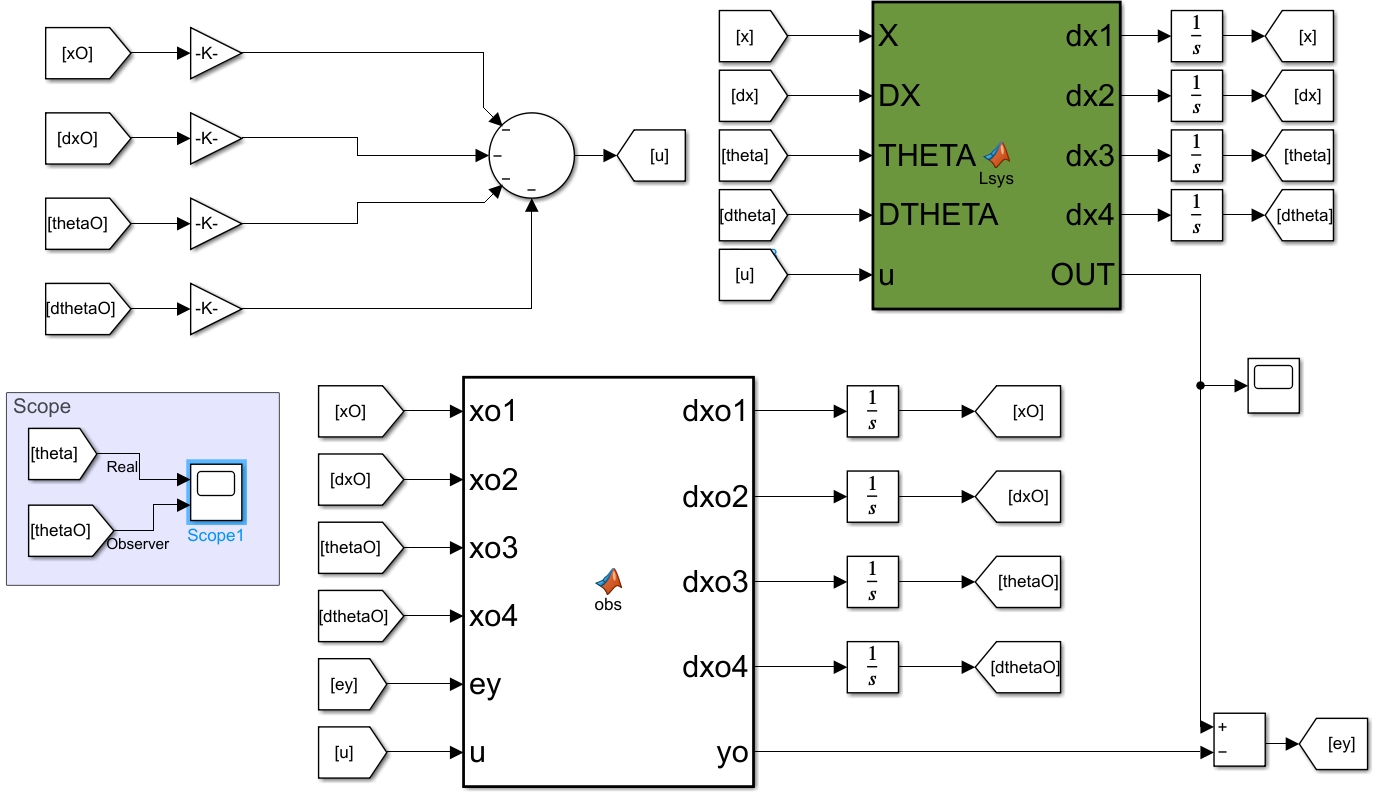 [xO]
-K-
[dxO]
-K-
[thetaO]
-K-
[dthetaO]
-K-
−
−
−
−
[u]
[x]
[dx]
[theta]
[dtheta]
[u]
X
DX
THETA
DTHETA
u
Lsys
dx1
dx2
dx3
dx4
OUT
1
s
[x]
1
s
[dx]
1
s
[theta]
1
s
[dtheta]
Scope
[theta]
Real
[thetaO]
Observer
Scope1
[xO]
[dxO]
[thetaO]
[dthetaO]
[ey]
[u]
xo1
xo2
xo3
xo4
ey
u
obs
dxo1
dxo2
dxo3
dxo4
yo
1
s
[xO]
1
s
[dxO]
1
s
[thetaO]
1
s
[dthetaO]
+
−
[ey]